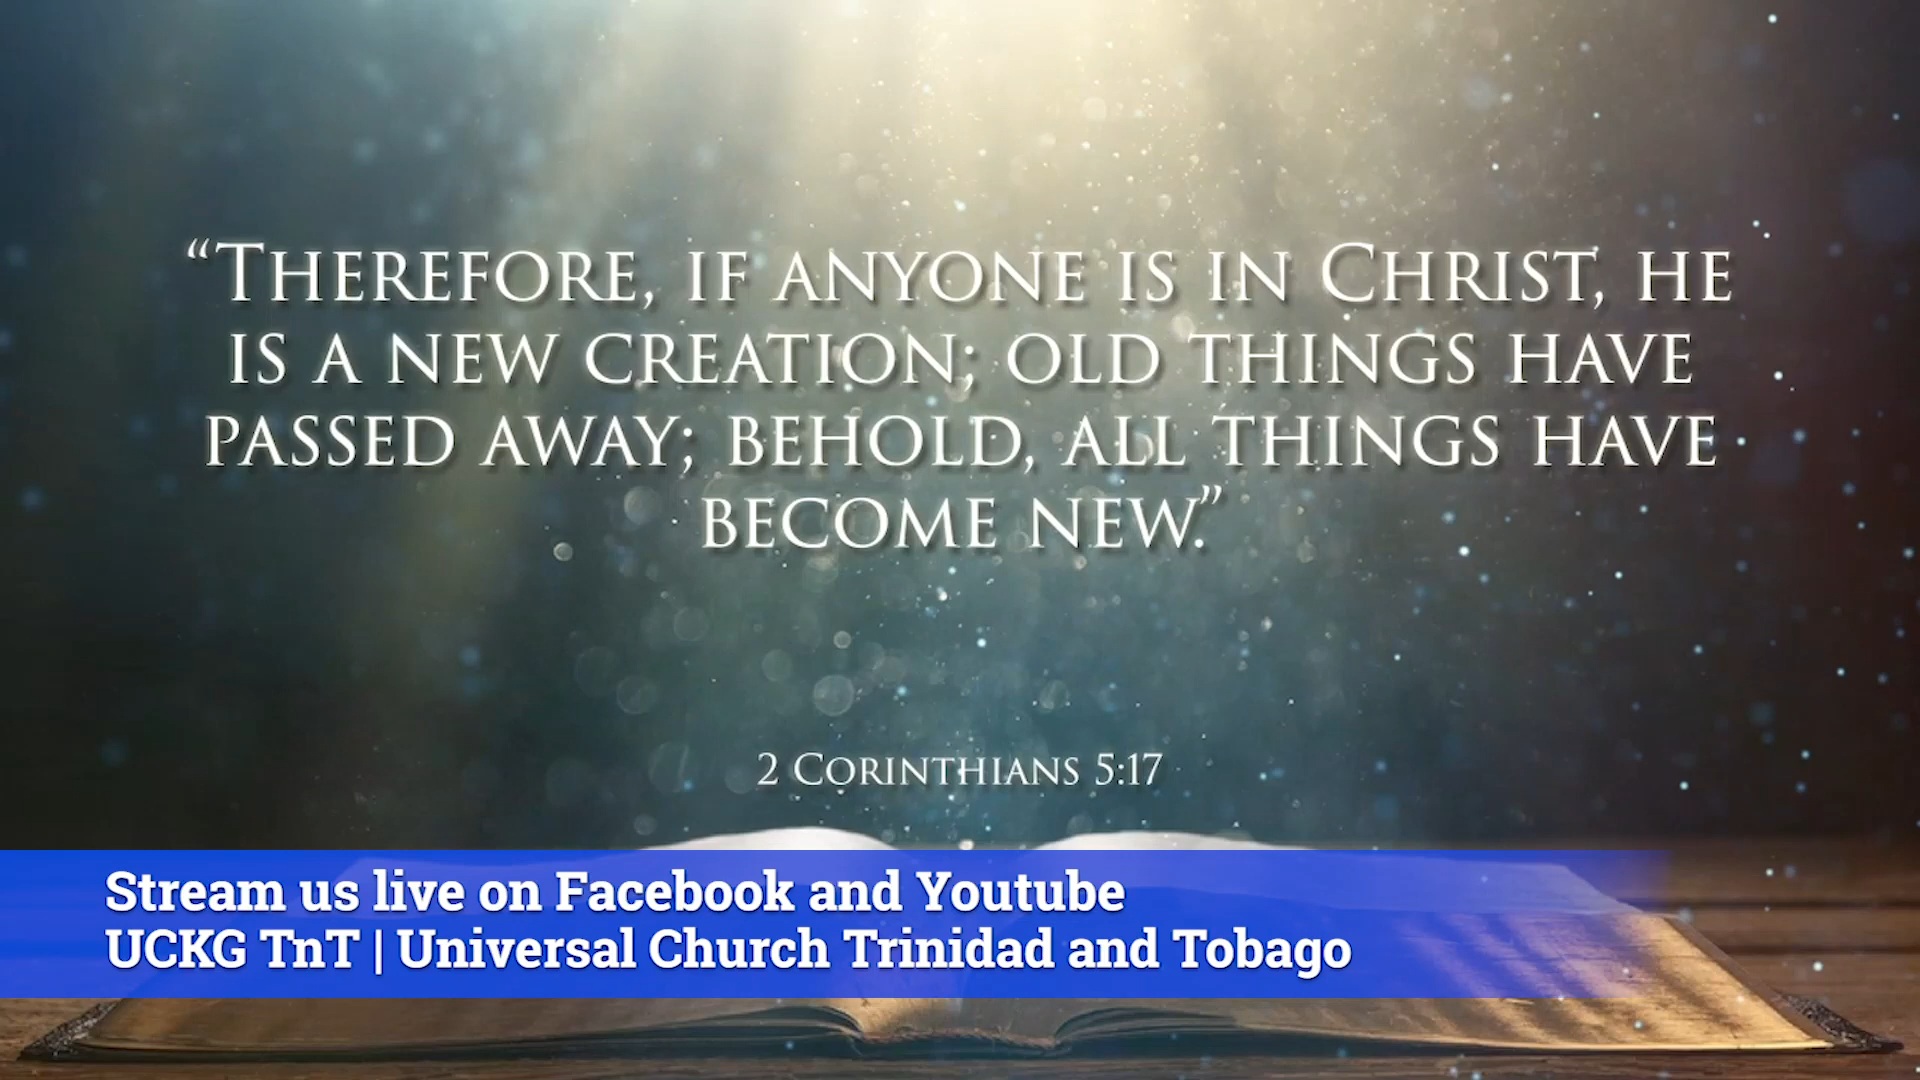 “Therefore, if anyone is in Christ, he
is a new creation; old things have
passed away; behold, all things have
become new.”
2 Corinthians 5:17
Stream us live on Facebook and Youtube
UCKG TnT | Universal Church Trinidad and Tobago